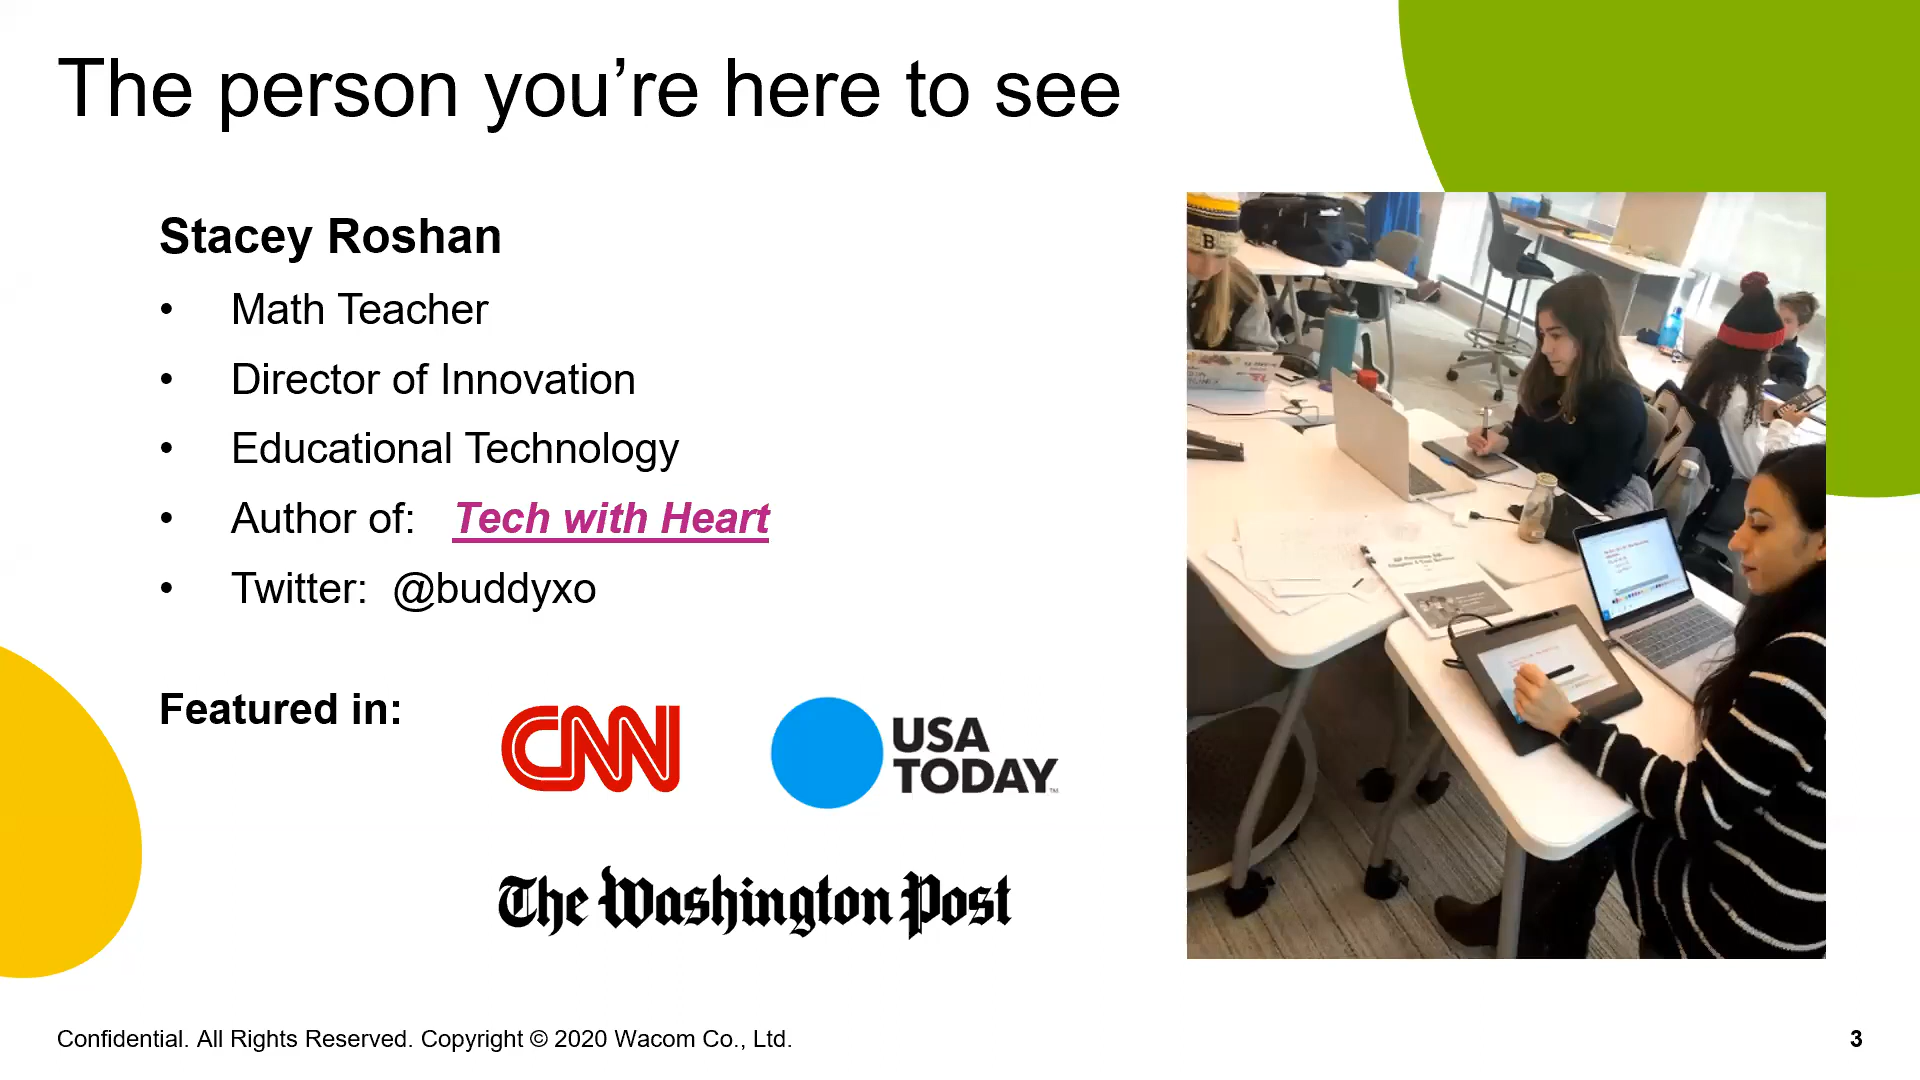 The person you’re here to see
Stacey Roshan
• Math Teacher
• Director of Innovation
• Educational Technology
• Author of: Tech with Heart
• Twitter: @buddyxo
Featured in:
CNN
USA
TODAY
The Washington Post
B
Confidential. All Rights Reserved. Copyright © 2020 Wacom Co., Ltd.
3